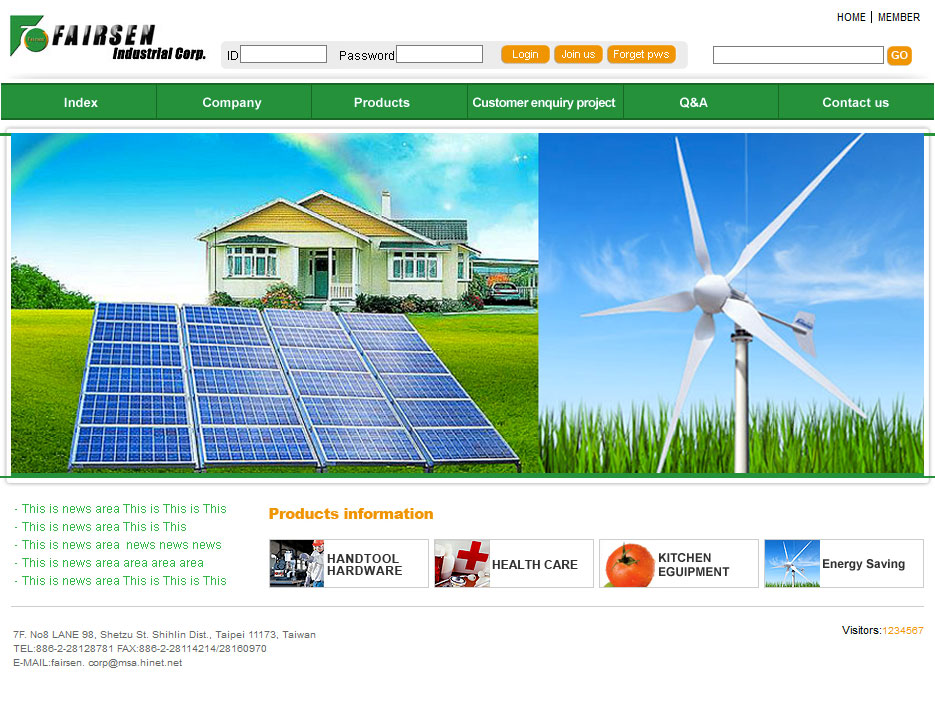 HOME | MEMBER
FAIRSEN
Industrial Corp.
ID Password Login Join us Forget pws GO
Index Company Products Customer enquiry project Q&A Contact us
- This is news area This is This is This
- This is news area This is This
- This is news area news news news
- This is news area area area area
- This is news area This is This is This
Products information
HANDTOOL
HARDWARE
HEALTH CARE
KITCHEN
EGUIPMENT
Energy Saving
Visitors:1234567
7F. No8 LANE 98, Shetzu St. Shihlin Dist., Taipei 11173, Taiwan
TEL:886-2-28128781 FAX:886-2-28114214/28160970
E-MAIL:fairsen. corp@msa.hinet.net